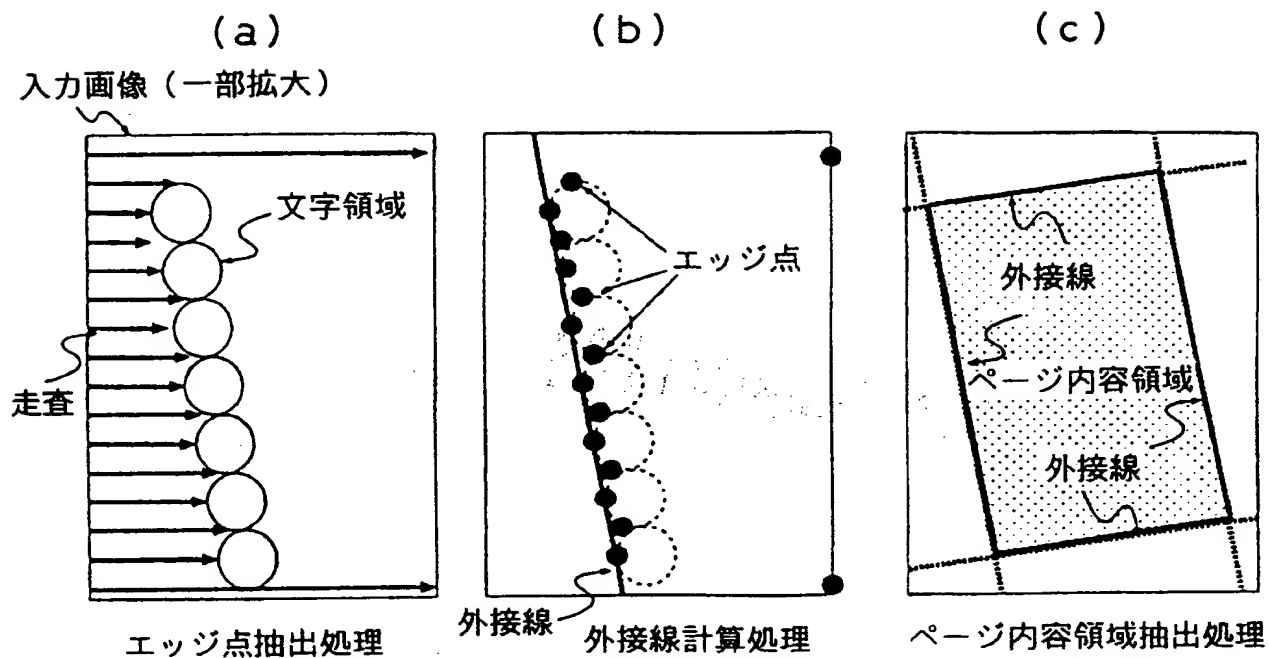 (a)
入力画像(一部拡大)
文字領域
走査
エッジ点抽出処理
(b)
エッジ点
外接線
外接線計算処理
(c)
外接線
ページ内容領域
外接線
ページ内容領域抽出処理